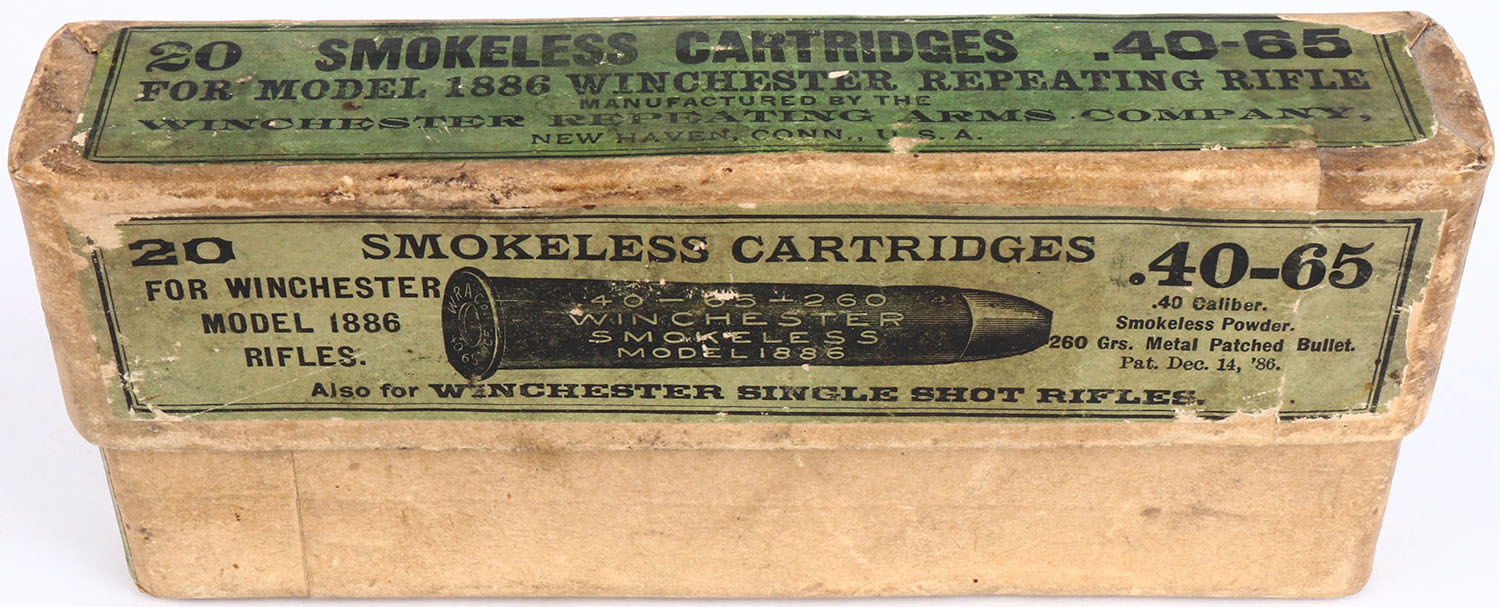 20 SMOKELESS CARTRIDGES .40-65
FOR MODEL 1886 WINCHESTER REPEATING RIFLE
MANUFACTURED BY THE
WINCHESTER REPEATING ARMS COMPANY,
NEW HAVEN, CONN., U.S.A.
20 SMOKELESS CARTRIDGES .40-65
FOR WINCHESTER
MODEL 1886
RIFLES.
W.R.A.Co.
40-65-260
WINCHESTER
SMOKELESS
MODEL 1886
.40 Caliber.
Smokeless Powder.
260 Grs. Metal Patched Bullet.
Pat. Dec. 14, '86.
Also for WINCHESTER SINGLE SHOT RIFLES.